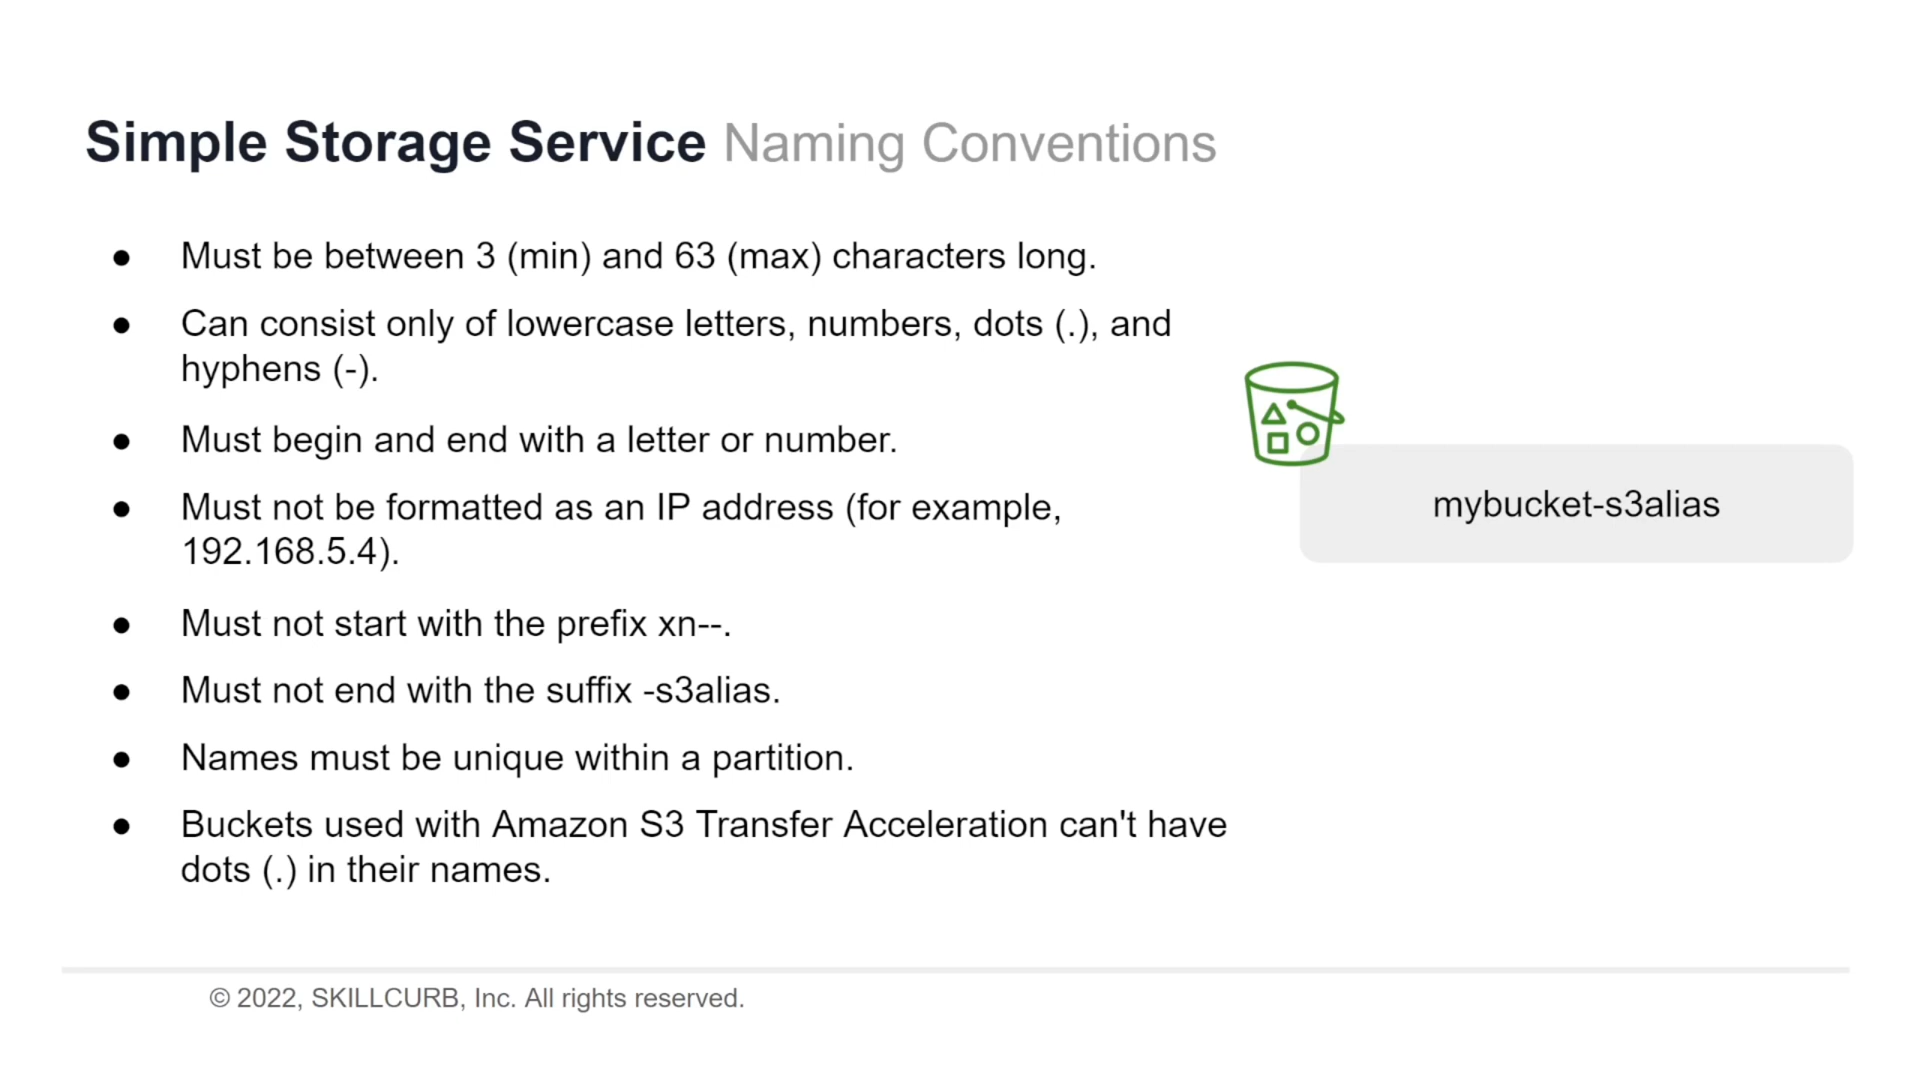 Simple Storage Service Naming Conventions
● Must be between 3 (min) and 63 (max) characters long.
● Can consist only of lowercase letters, numbers, dots (.), and
hyphens (-).
● Must begin and end with a letter or number.
● Must not be formatted as an IP address (for example,
192.168.5.4).
● Must not start with the prefix xn--.
● Must not end with the suffix -s3alias.
● Names must be unique within a partition.
● Buckets used with Amazon S3 Transfer Acceleration can't have
dots (.) in their names.
mybucket-s3alias
© 2022, SKILLCURB, Inc. All rights reserved.